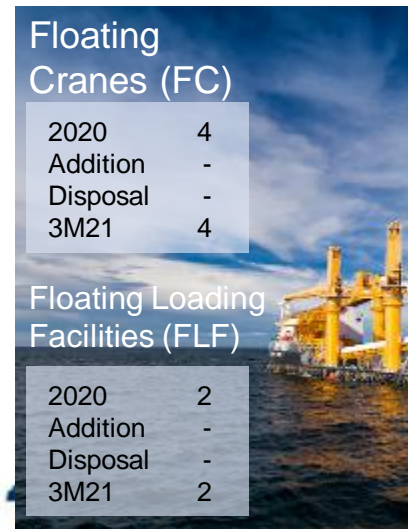 Floating
Cranes (FC)
2020 4
Addition -
Disposal -
3M21 4
Floating Loading
Facilities (FLF)
2020 2
Addition -
Disposal -
3M21 2